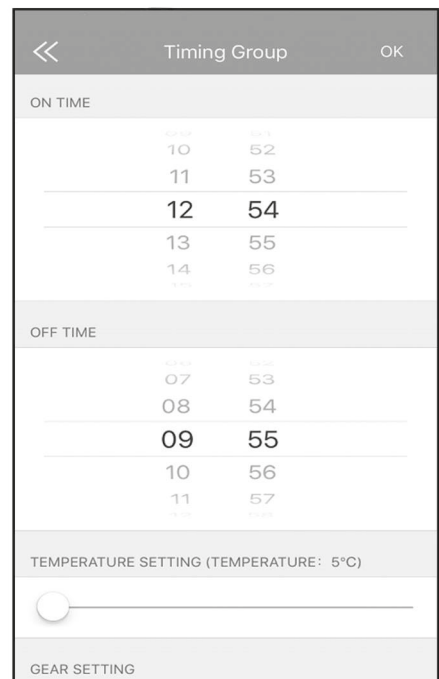 Timing Group OK
ON TIME
10 52
11 53
12 54
13 55
14 56
OFF TIME
07 53
08 54
09 55
10 56
11 57
TEMPERATURE SETTING (TEMPERATURE: 5°C)
GEAR SETTING